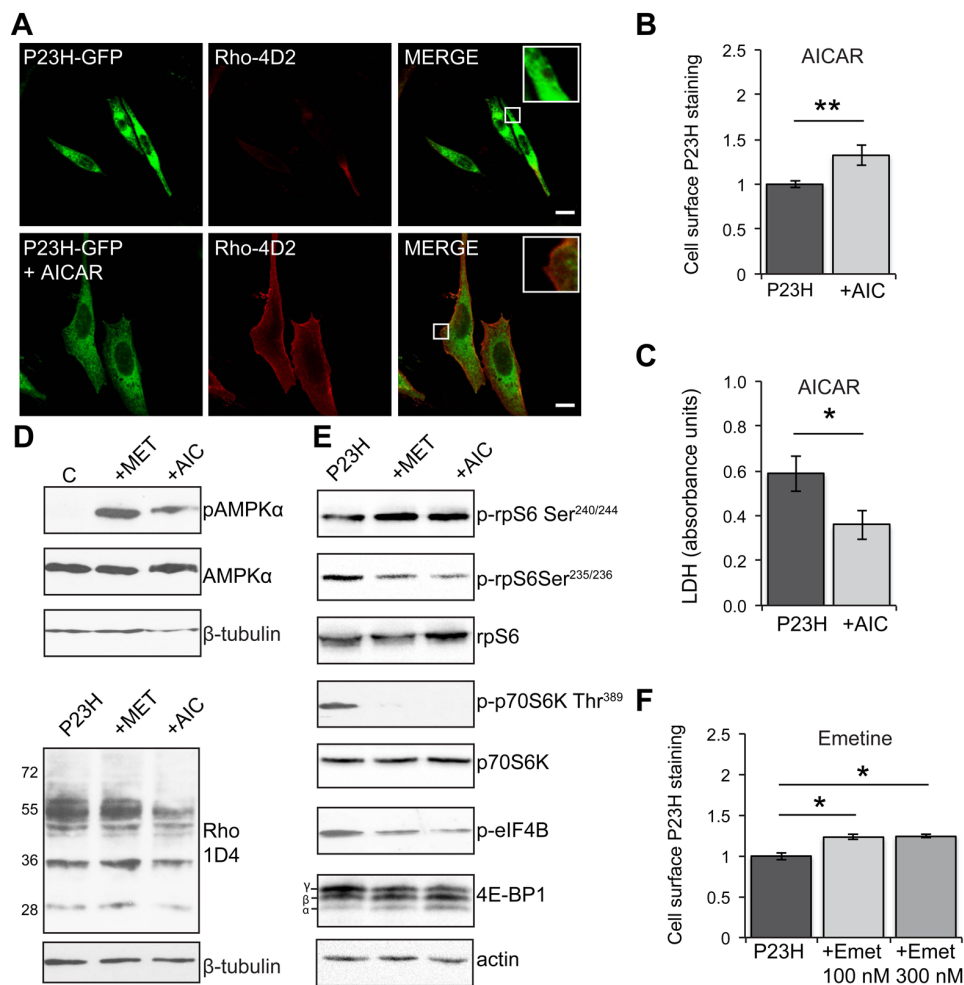 A
P23H-GFP
Rho-4D2
MERGE
P23H-GFP
+ AICAR
Rho-4D2
MERGE
B
AICAR
Cell surface P23H staining
2.5
2
1.5
1
0.5
0
**
P23H
+AIC
C
AICAR
LDH (absorbance units)
1.0
0.8
0.6
0.4
0.2
0.0
*
P23H
+AIC
D
C
+MET
+AIC
pAMPKα
AMPKα
β-tubulin
P23H
+MET
+AIC
72
55
36
28
Rho
1D4
β-tubulin
E
P23H
+MET
+AIC
p-rpS6 Ser240/244
p-rpS6Ser235/236
rpS6
p-p70S6K Thr389
p70S6K
p-eIF4B
γ
β
α
4E-BP1
actin
F
Emetine
Cell surface P23H staining
2.5
2
1.5
1
0.5
0
*
*
P23H
+Emet
100 nM
+Emet
300 nM